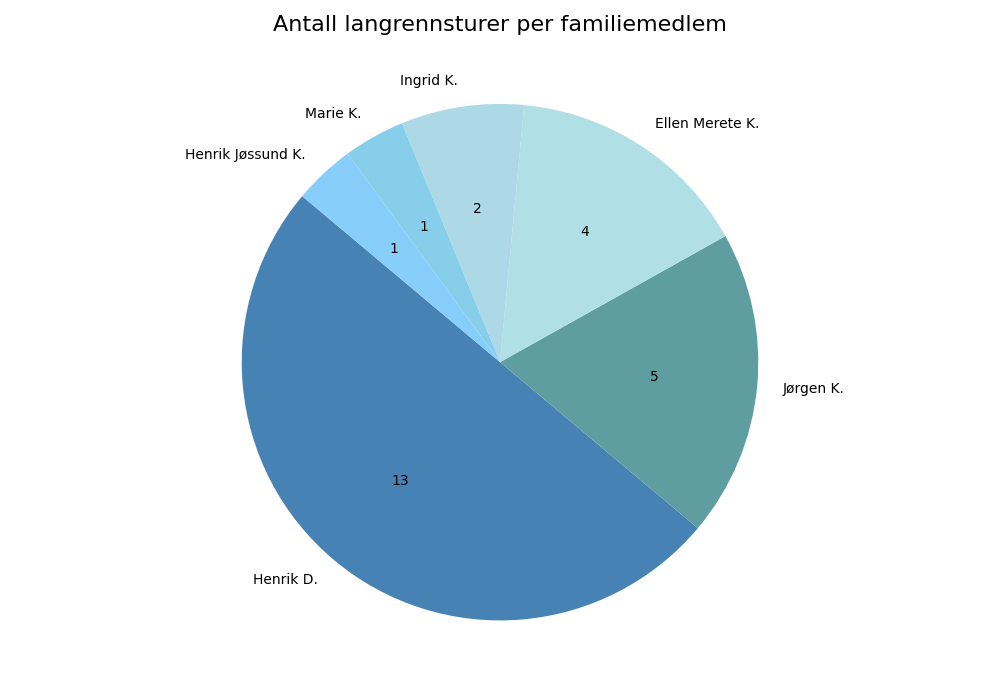 Antall langrennsturer per familiemedlem
Ingrid K.
Marie K.
Ellen Merete K.
Henrik Jøssund K.
2
1
4
1
5
Jørgen K.
13
Henrik D.